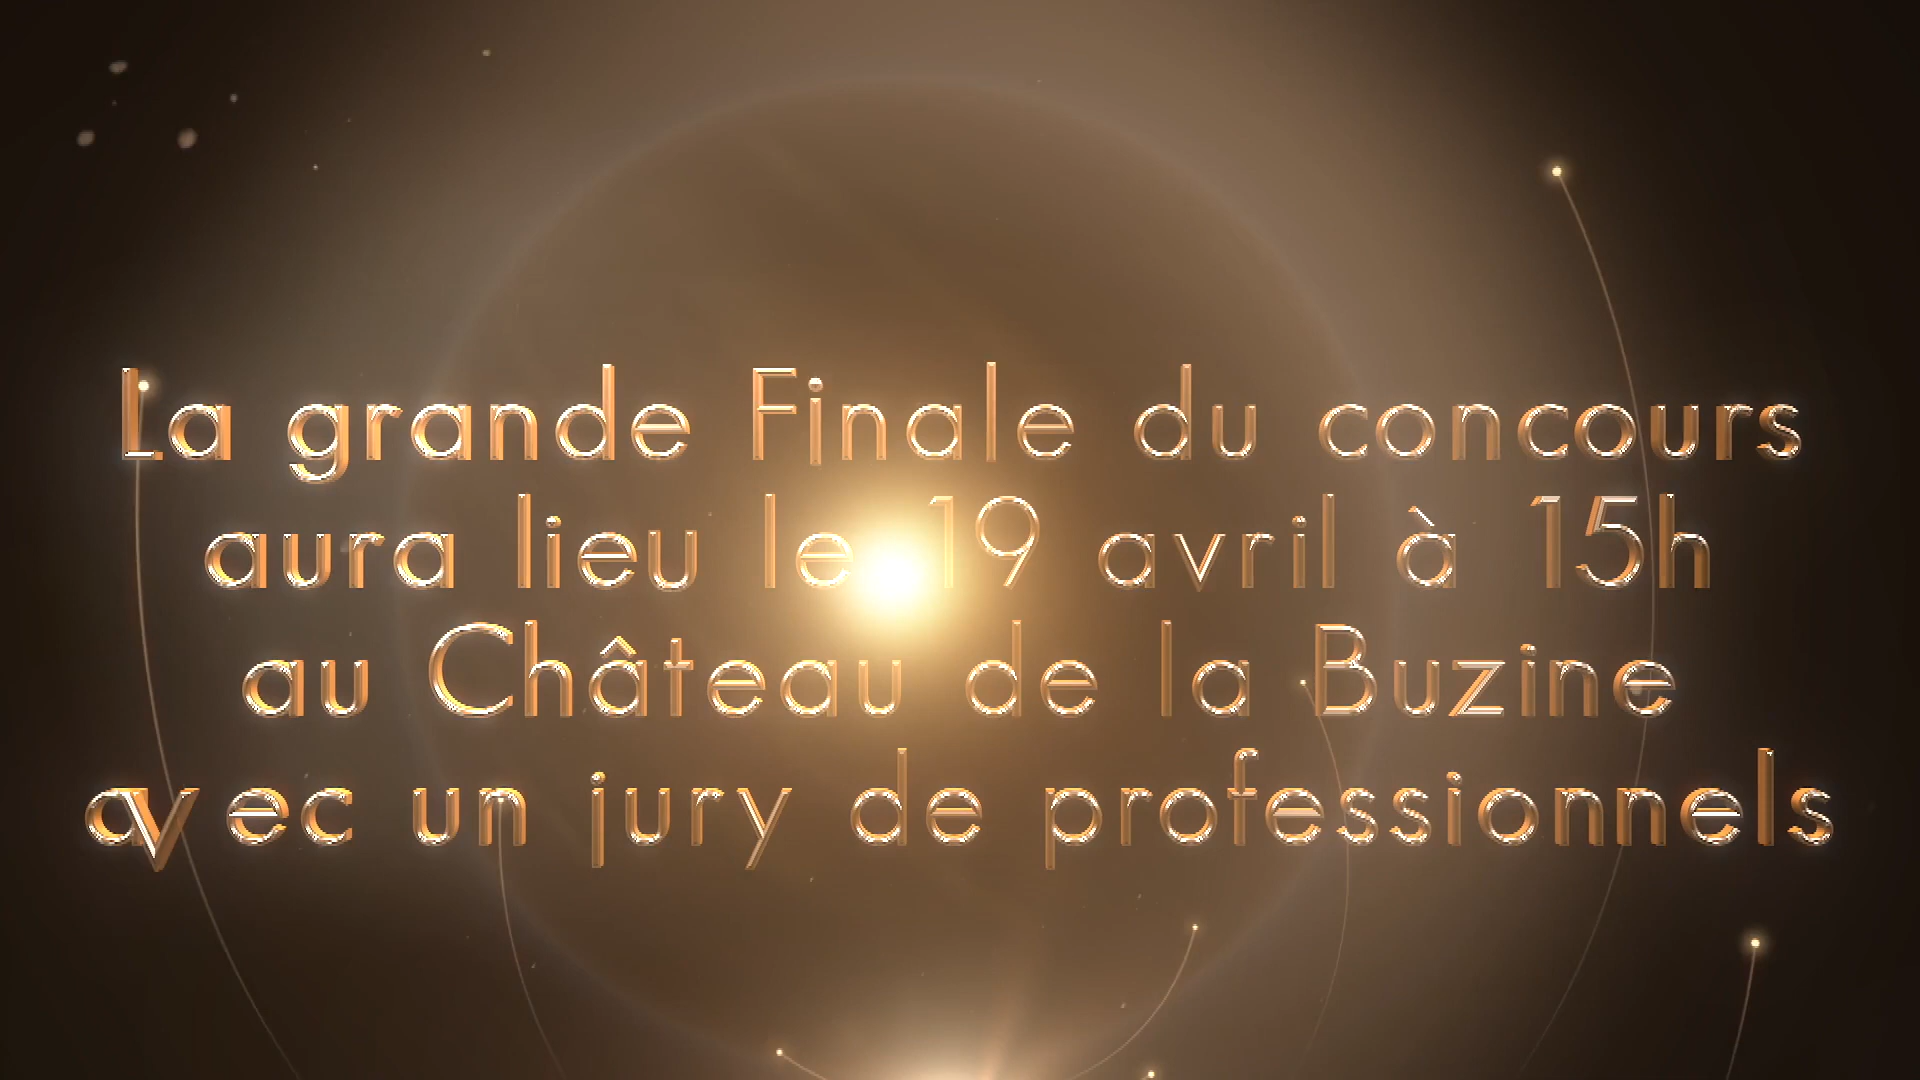 La grande Finale du concours
aura lieu le 19 avril à 15h
au Château de la Buzine
avec un jury de professionnels